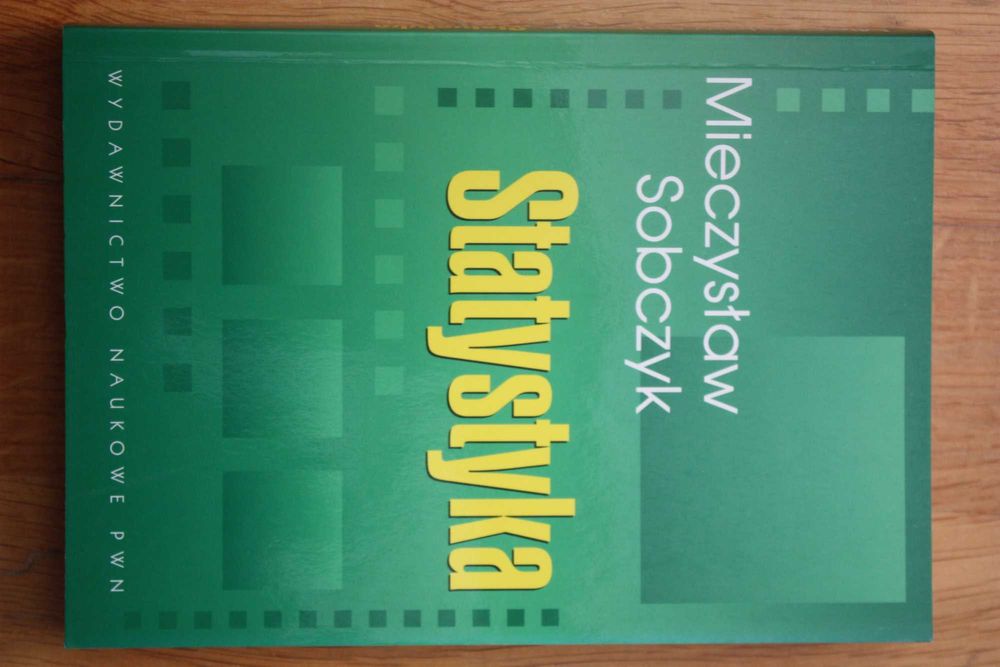 Mieczysław
Sobczyk
Statystyka
WYDAWNICTWO NAUKOWE PWN